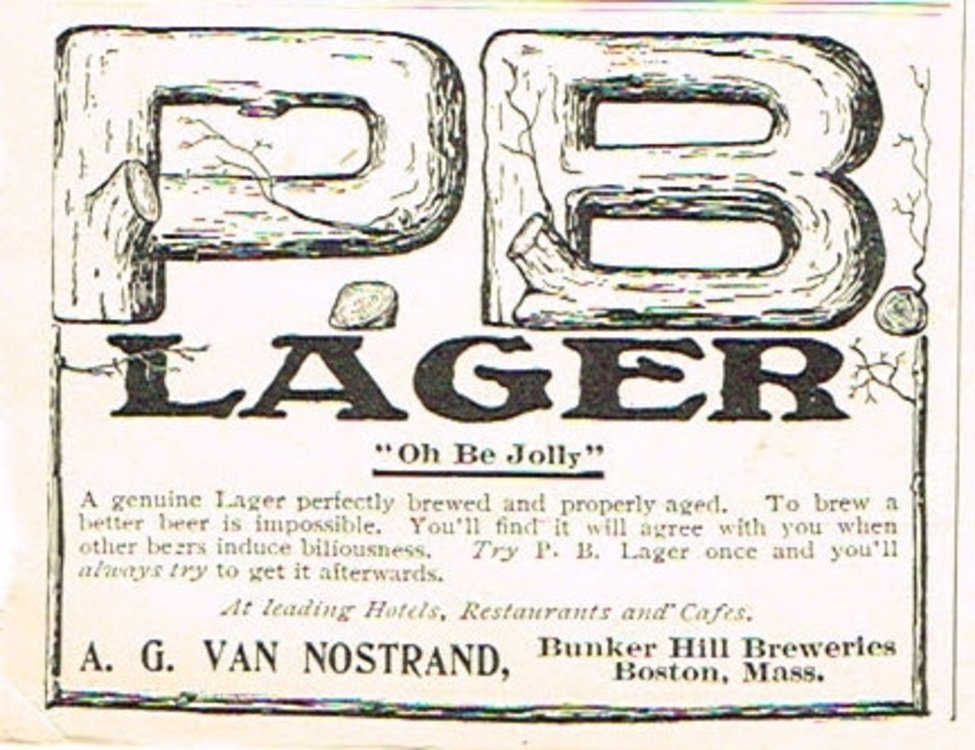 PB
LAGER
"Oh Be Jolly"
A genuine Lager perfectly brewed and properly aged. To brew a
better beer is impossible. You'll find it will agree with you when
other beers induce biliousness. Try P. B. Lager once and you'll
always try to get it afterwards.
At leading Hotels, Restaurants and Cafes.
A. G. VAN NOSTRAND, Bunker Hill Breweries
Boston, Mass.